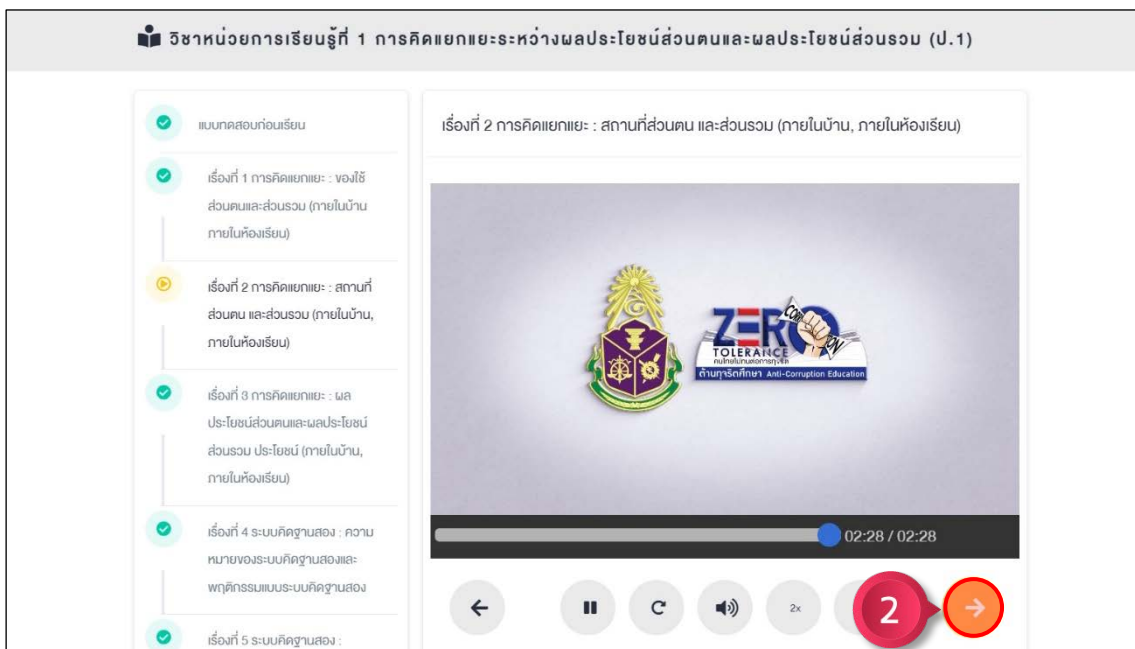 วิชาหน่วยการเรียนรู้ที่ 1 การคิดแยกแยะระหว่างผลประโยชน์ส่วนตนและผลประโยชน์ส่วนรวม (ป.1)
แบบทดสอบก่อนเรียน
เรื่องที่ 1 การคิดแยกแยะ : ของใช้
ส่วนตนและส่วนรวม (ภายในบ้าน
ภายในห้องเรียน)
เรื่องที่ 2 การคิดแยกแยะ : สถานที่
ส่วนตน และส่วนรวม (ภายในบ้าน,
ภายในห้องเรียน)
เรื่องที่ 3 การคิดแยกแยะ : ผล
ประโยชน์ส่วนตนและผลประโยชน์
ส่วนรวม ประโยชน์ (ภายในบ้าน,
ภายในห้องเรียน)
เรื่องที่ 4 ระบบคิดฐานสอง : ความ
หมายของระบบคิดฐานสองและ
พฤติกรรมแบบระบบคิดฐานสอง
เรื่องที่ 5 ระบบคิดฐานสอง :
เรื่องที่ 2 การคิดแยกแยะ : สถานที่ส่วนตน และส่วนรวม (ภายในบ้าน, ภายในห้องเรียน)
ZERO
CORRUPTION
TOLERANCE
คนไทยไม่ทนต่อการทุจริต
ต้านทุจริตศึกษา Anti-Corruption Education
02:28 / 02:28
2x
2